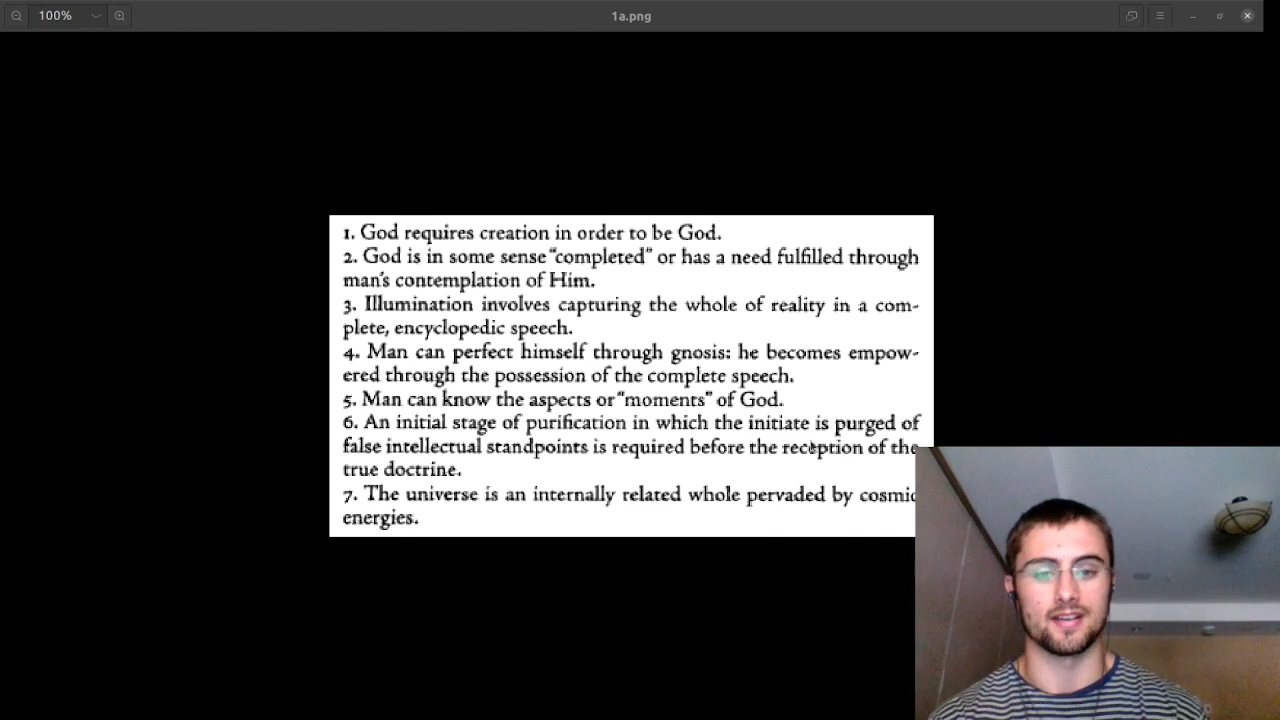 100%
1a.png
1. God requires creation in order to be God.
2. God is in some sense “completed” or has a need fulfilled through
man’s contemplation of Him.
3. Illumination involves capturing the whole of reality in a com-
plete, encyclopedic speech.
4. Man can perfect himself through gnosis: he becomes empow-
ered through the possession of the complete speech.
5. Man can know the aspects or “moments” of God.
6. An initial stage of purification in which the initiate is purged of
false intellectual standpoints is required before the reception of the
true doctrine.
7. The universe is an internally related whole pervaded by cosmic
energies.